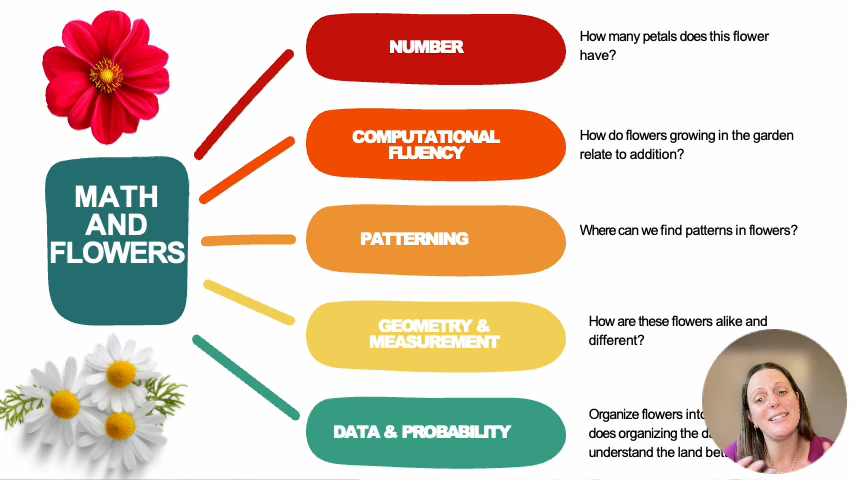 MATH
AND
FLOWERS
NUMBER
How many petals does this flower
have?
COMPUTATIONAL
FLUENCY
How do flowers growing in the garden
relate to addition?
PATTERNING
Where can we find patterns in flowers?
GEOMETRY &
MEASUREMENT
How are these flowers alike and
different?
DATA & PROBABILITY
Organize flowers into
does organizing the
understand the land